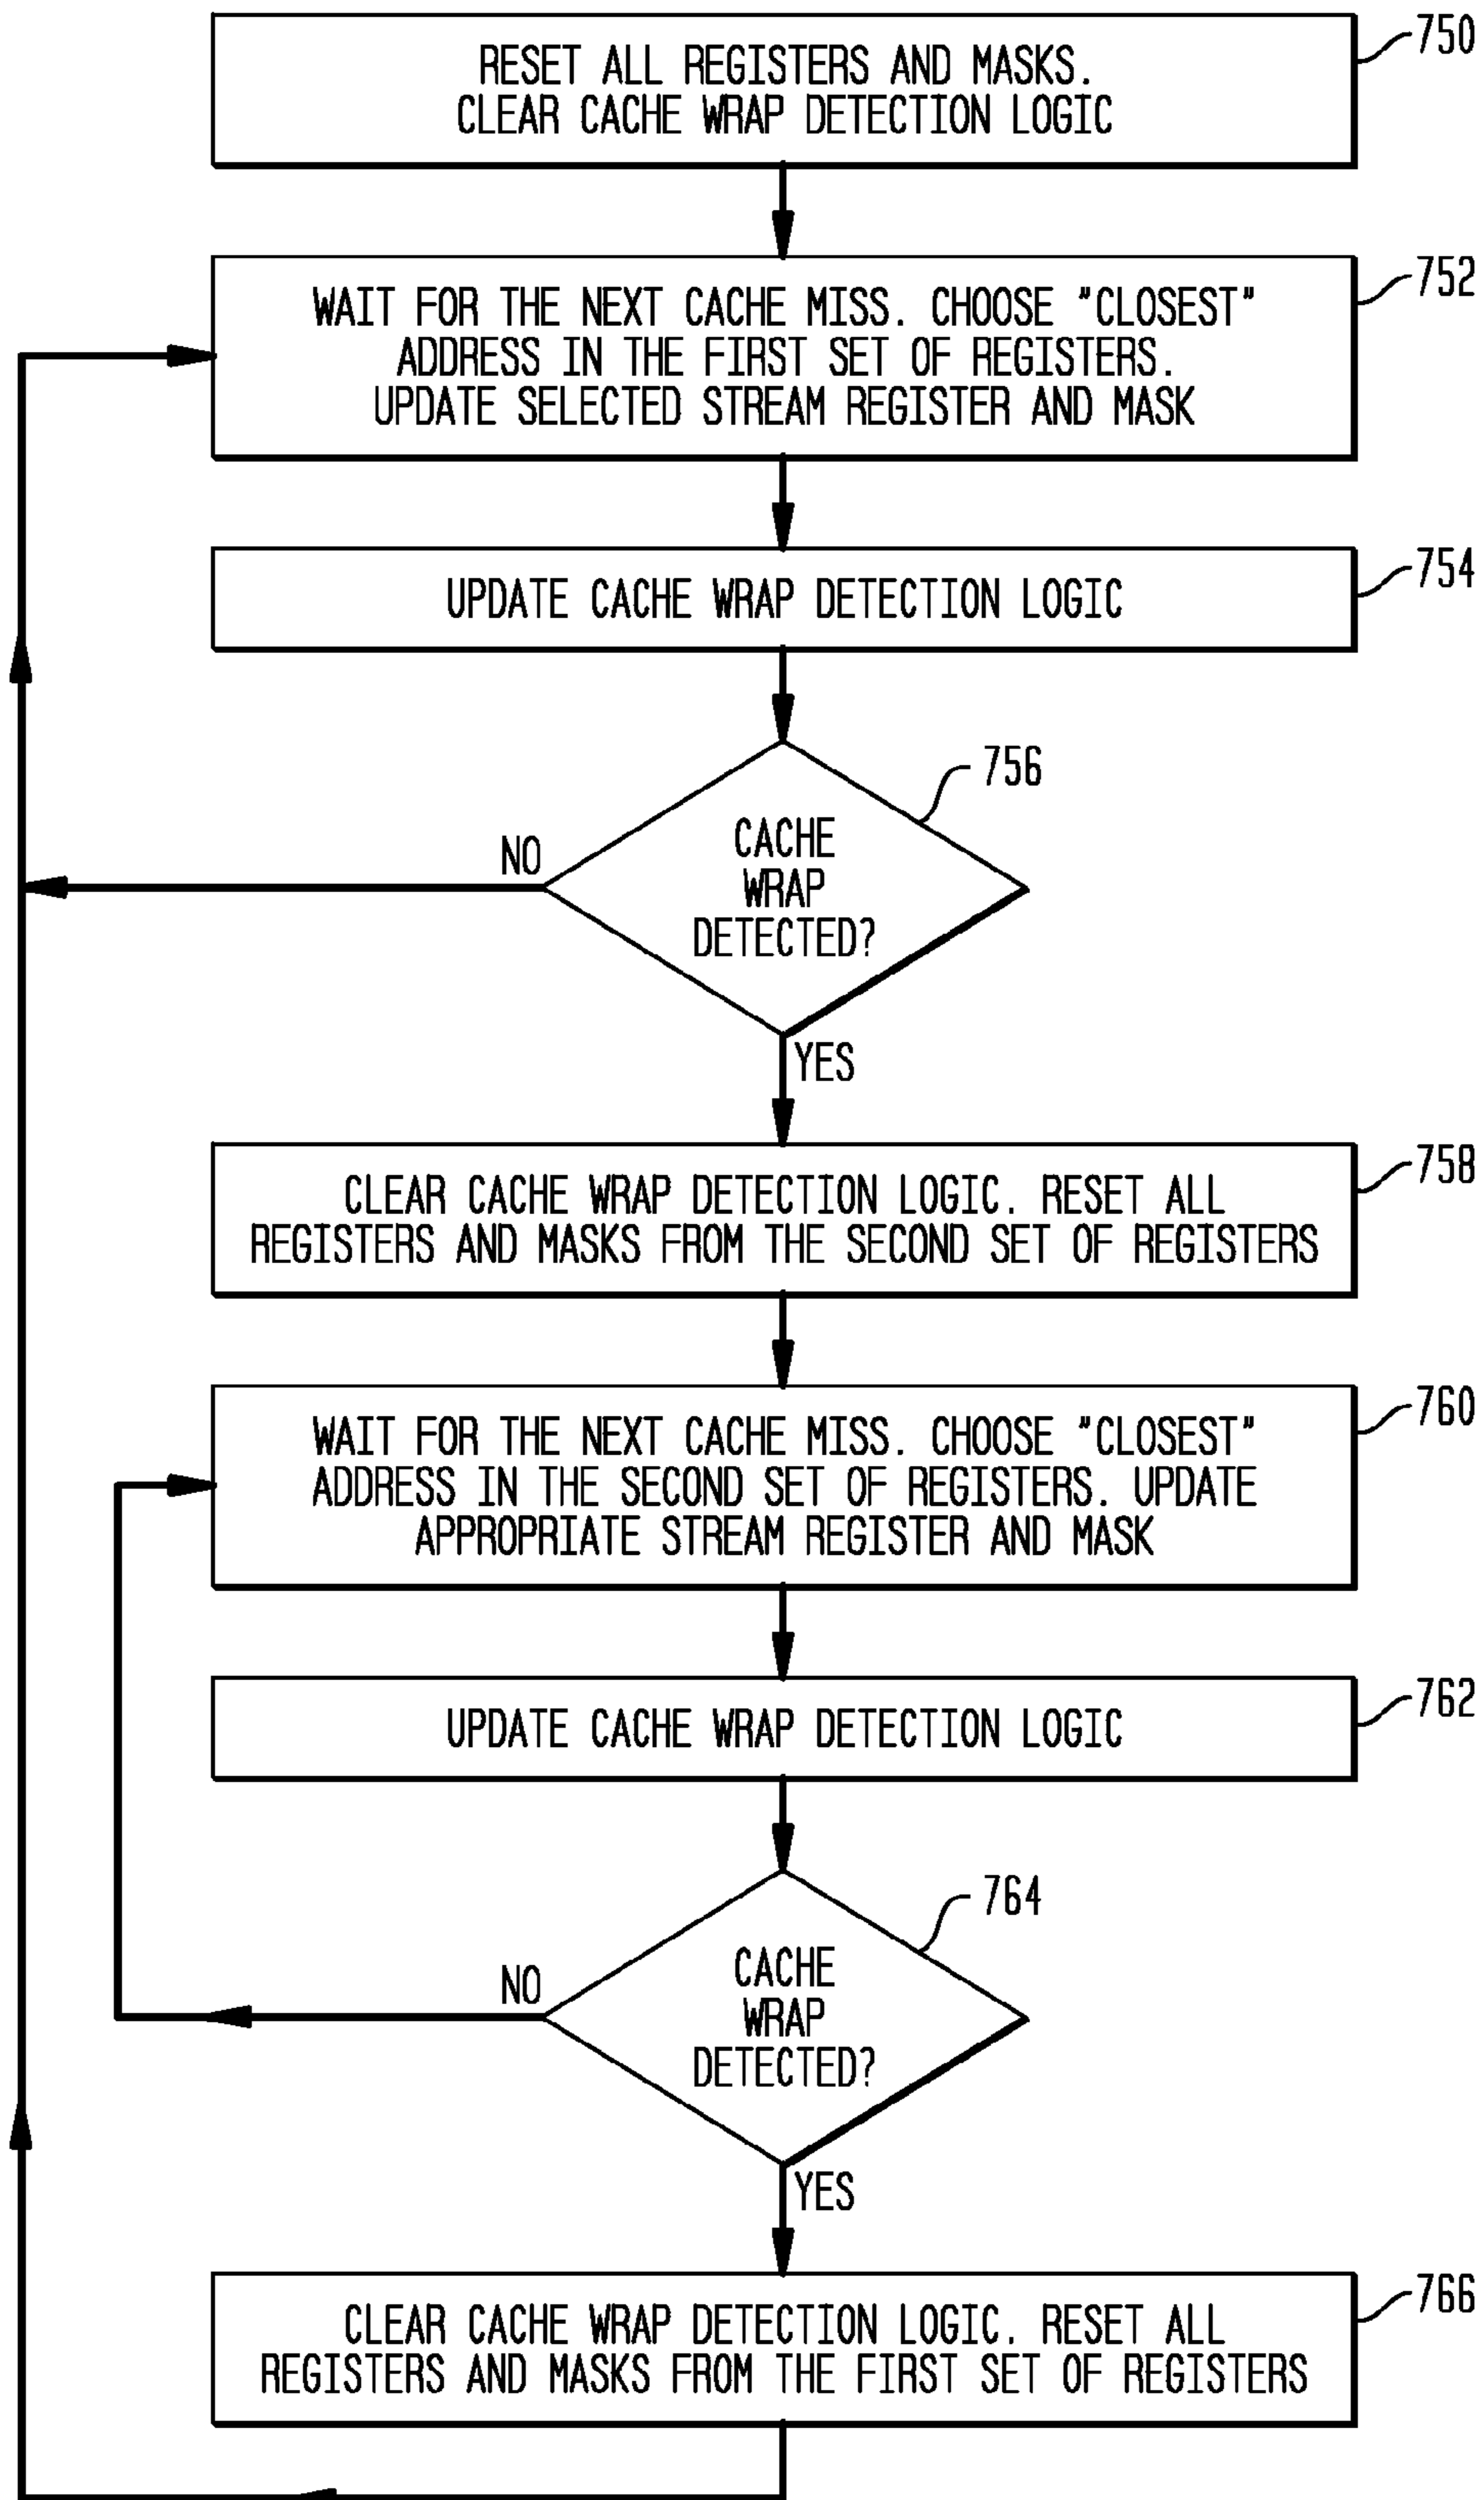 750
RESET ALL REGISTERS AND MASKS.
CLEAR CACHE WRAP DETECTION LOGIC
752
WAIT FOR THE NEXT CACHE MISS. CHOOSE "CLOSEST"
ADDRESS IN THE FIRST SET OF REGISTERS.
UPDATE SELECTED STREAM REGISTER AND MASK
754
UPDATE CACHE WRAP DETECTION LOGIC
756
CACHE
WRAP
DETECTED?
NO
YES
758
CLEAR CACHE WRAP DETECTION LOGIC. RESET ALL
REGISTERS AND MASKS FROM THE SECOND SET OF REGISTERS
760
WAIT FOR THE NEXT CACHE MISS. CHOOSE "CLOSEST"
ADDRESS IN THE SECOND SET OF REGISTERS. UPDATE
APPROPRIATE STREAM REGISTER AND MASK
762
UPDATE CACHE WRAP DETECTION LOGIC
764
CACHE
WRAP
DETECTED?
NO
YES
766
CLEAR CACHE WRAP DETECTION LOGIC. RESET ALL
REGISTERS AND MASKS FROM THE FIRST SET OF REGISTERS